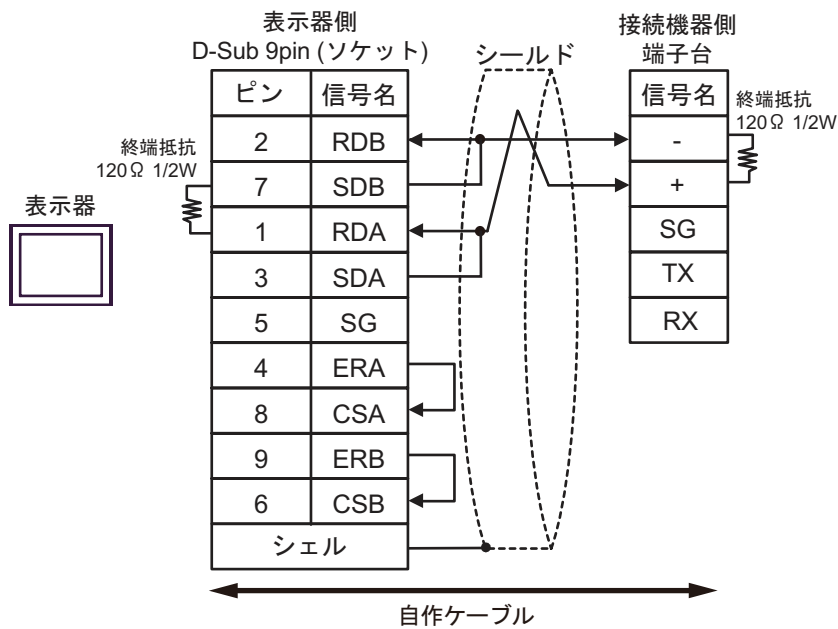 表示器側
D-Sub 9pin (ソケット)
シールド
接続機器側
端子台
ピン 信号名
信号名
終端抵抗
120Ω 1/2W
終端抵抗
120Ω 1/2W
表示器
2 RDB
-
7 SDB
+
1 RDA
SG
3 SDA
TX
5 SG
RX
4 ERA
8 CSA
9 ERB
6 CSB
シェル
自作ケーブル